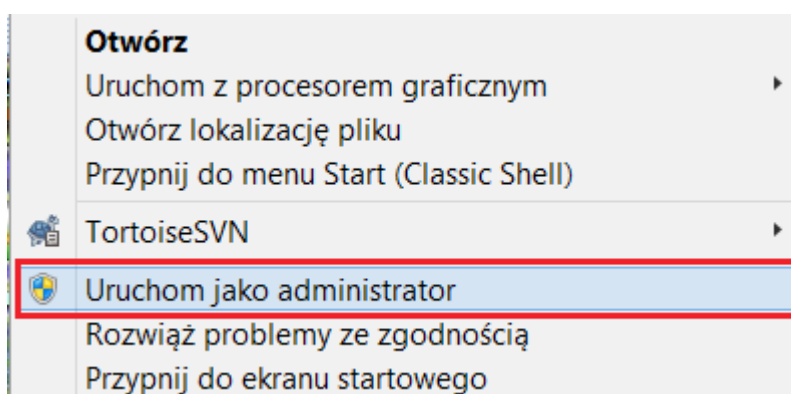 Otwórz
Uruchom z procesorem graficznym
Otwórz lokalizację pliku
Przypnij do menu Start (Classic Shell)
TortoiseSVN
Uruchom jako administrator
Rozwiąż problemy ze zgodnością
Przypnij do ekranu startowego